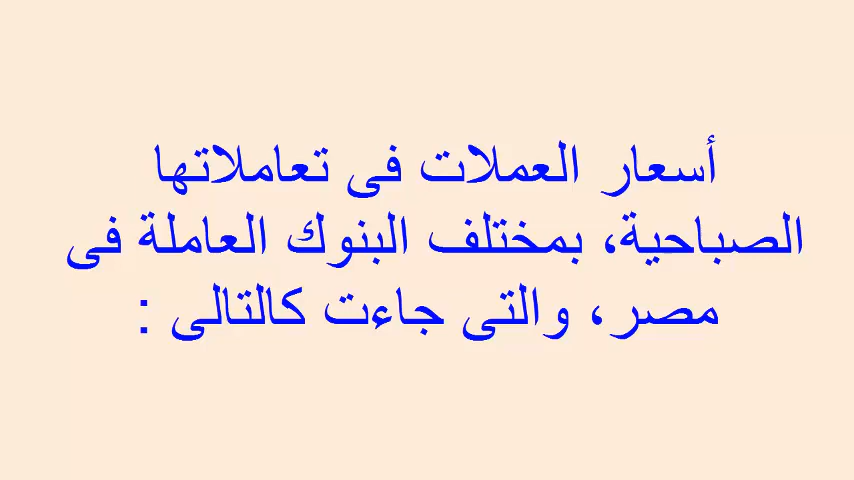 أسعار العملات فى تعاملاتها
الصباحية، بمختلف البنوك العاملة فى
مصر، والتى جاءت كالتالى :